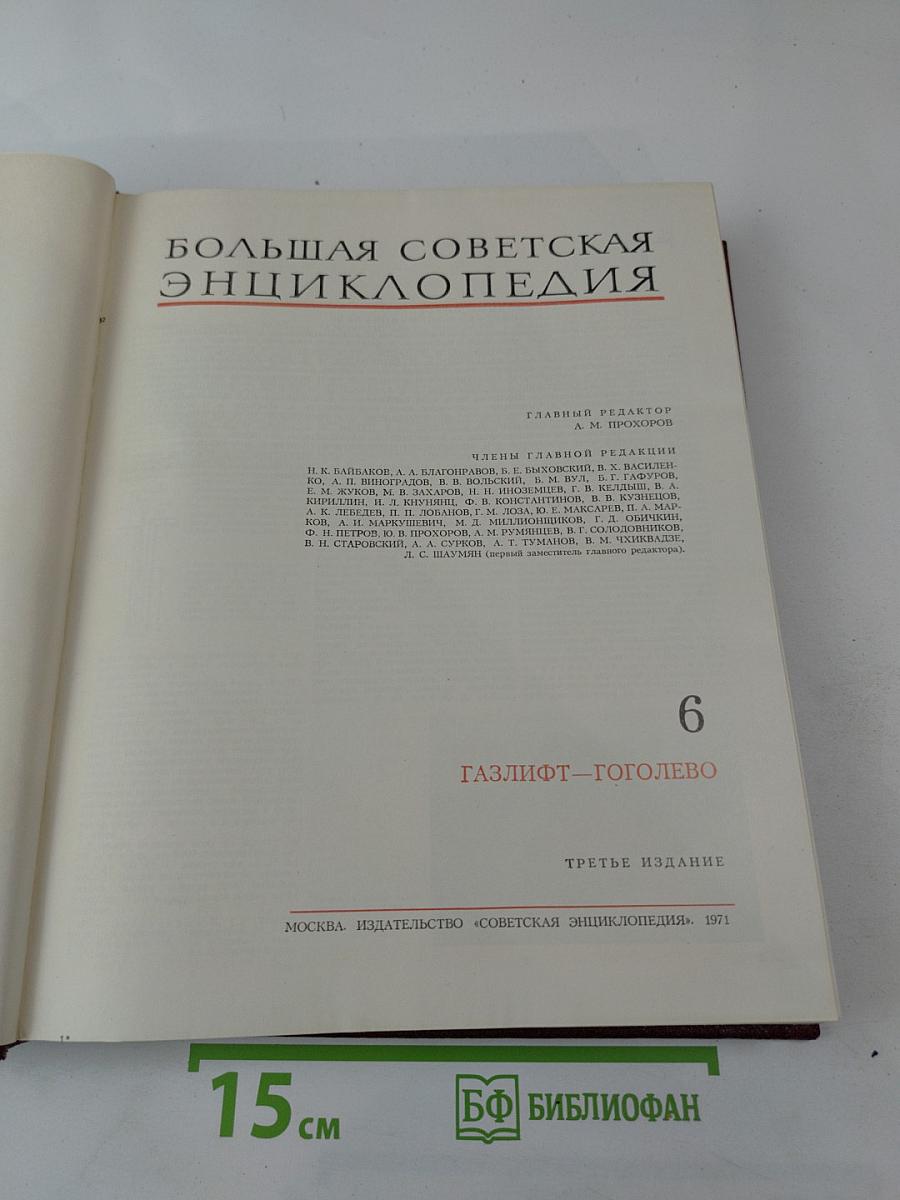 БОЛЬШАЯ СОВЕТСКАЯ
ЭНЦИКЛОПЕДИЯ
ГЛАВНЫЙ РЕДАКТОР
А. М. ПРОХОРОВ
ЧЛЕНЫ ГЛАВНОЙ РЕДАКЦИИ
Н. К. БАЙБАКОВ, А. А. БЛАГОНРАВОВ, Б. Е. БЫХОВСКИЙ, В. Х. ВАСИЛЕН-
КО, А. П. ВИНОГРАДОВ, В. В. ВОЛЬСКИЙ, Б. М. ВУЛ, Б. Г. ГАФУРОВ,
Е. М. ЖУКОВ, М. В. ЗАХАРОВ, Н. Н. ИНОЗЕМЦЕВ, Г. В. КЕЛДЫШ, В. А.
КИРИЛЛИН, И. Л. КНУНЯНЦ, Ф. В. КОНСТАНТИНОВ, В. В. КУЗНЕЦОВ,
А. К. ЛЕБЕДЕВ, П. П. ЛОБАНОВ, Г. М. ЛОЗА, Ю. Е. МАКСАРЕВ, П. А. МАР-
КОВ, А. И. МАРКУШЕВИЧ, М. Д. МИЛЛИОНЩИКОВ, Г. Д. ОБИЧКИН,
Ф. Н. ПЕТРОВ, Ю. В. ПРОХОРОВ, А. М. РУМЯНЦЕВ, В. Г. СОЛОДОВНИКОВ,
В. Н. СТАРОВСКИЙ, А. А. СУРКОВ, А. Т. ТУМАНОВ, В. М. ЧХИКВАДЗЕ,
Л. С. ШАУМЯН (первый заместитель главного редактора).
6
ГАЗЛИФТ—ГОГОЛЕВО
ТРЕТЬЕ ИЗДАНИЕ
МОСКВА. ИЗДАТЕЛЬСТВО «СОВЕТСКАЯ ЭНЦИКЛОПЕДИЯ». 1971
15 см
БФ БИБЛИОФАН